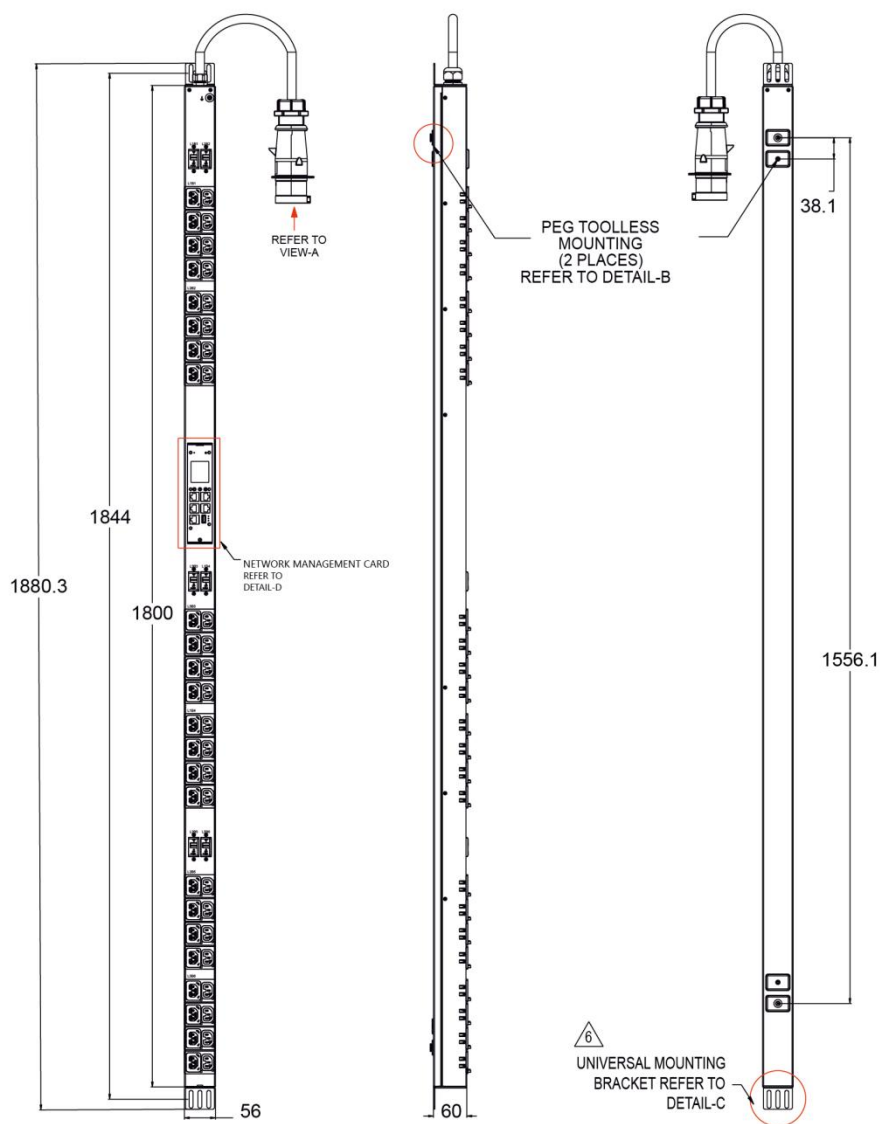 REFER TO
VIEW-A
PEG TOOLLESS
MOUNTING
(2 PLACES)
REFER TO DETAIL-B
38.1
1844
1880.3
1800
NETWORK MANAGEMENT CARD
REFER TO
DETAIL-D
1556.1
6
UNIVERSAL MOUNTING
BRACKET REFER TO
DETAIL-C
56
60